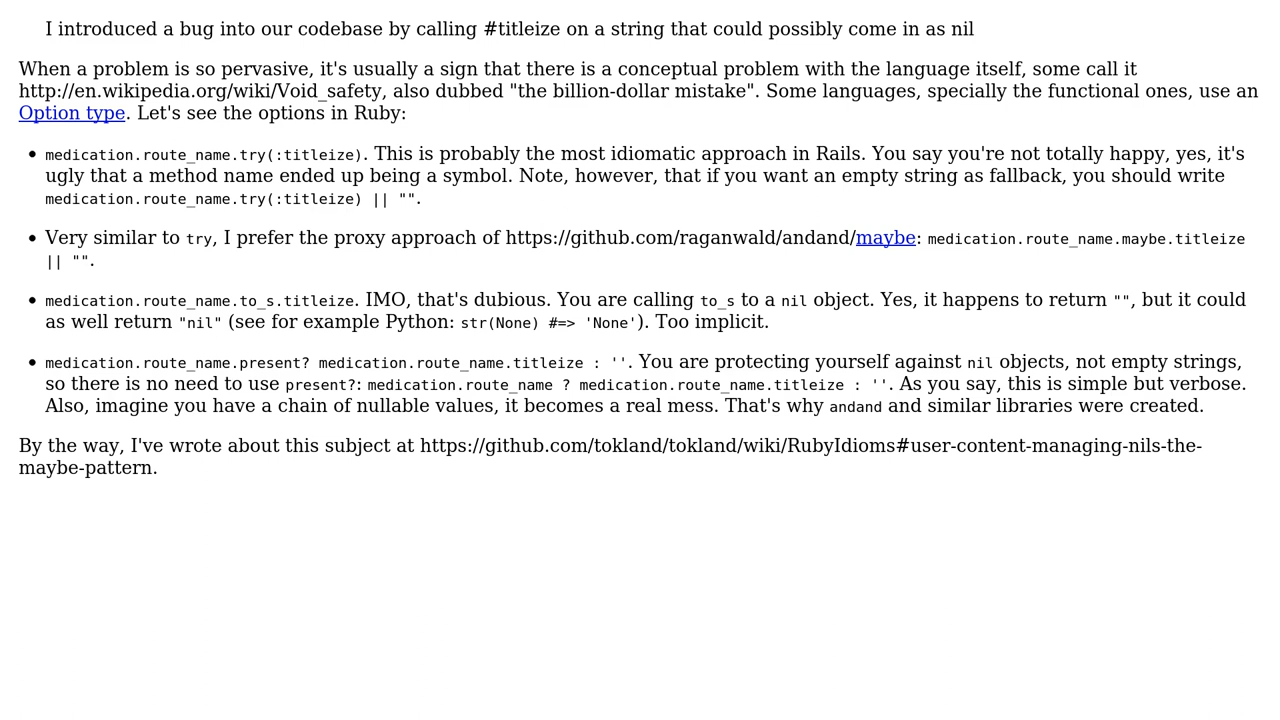 I introduced a bug into our codebase by calling #titleize on a string that could possibly come in as nil
When a problem is so pervasive, it's usually a sign that there is a conceptual problem with the language itself, some call it
http://en.wikipedia.org/wiki/Void_safety, also dubbed "the billion-dollar mistake". Some languages, specially the functional ones, use an
Option type. Let's see the options in Ruby:
• medication.route_name.try(:titleize). This is probably the most idiomatic approach in Rails. You say you're not totally happy, yes, it's
ugly that a method name ended up being a symbol. Note, however, that if you want an empty string as fallback, you should write
medication.route_name.try(:titleize) || "".
• Very similar to try, I prefer the proxy approach of https://github.com/raganwald/andand/maybe: medication.route_name.maybe.titleize
|| "".
• medication.route_name.to_s.titleize. IMO, that's dubious. You are calling to_s to a nil object. Yes, it happens to return "", but it could
as well return "nil" (see for example Python: str(None) #=> 'None'). Too implicit.
• medication.route_name.present? medication.route_name.titleize : ''. You are protecting yourself against nil objects, not empty strings,
so there is no need to use present?: medication.route_name ? medication.route_name.titleize : ''. As you say, this is simple but verbose.
Also, imagine you have a chain of nullable values, it becomes a real mess. That's why andand and similar libraries were created.
By the way, I've wrote about this subject at https://github.com/tokland/tokland/wiki/RubyIdioms#user-content-managing-nils-the-
maybe-pattern.